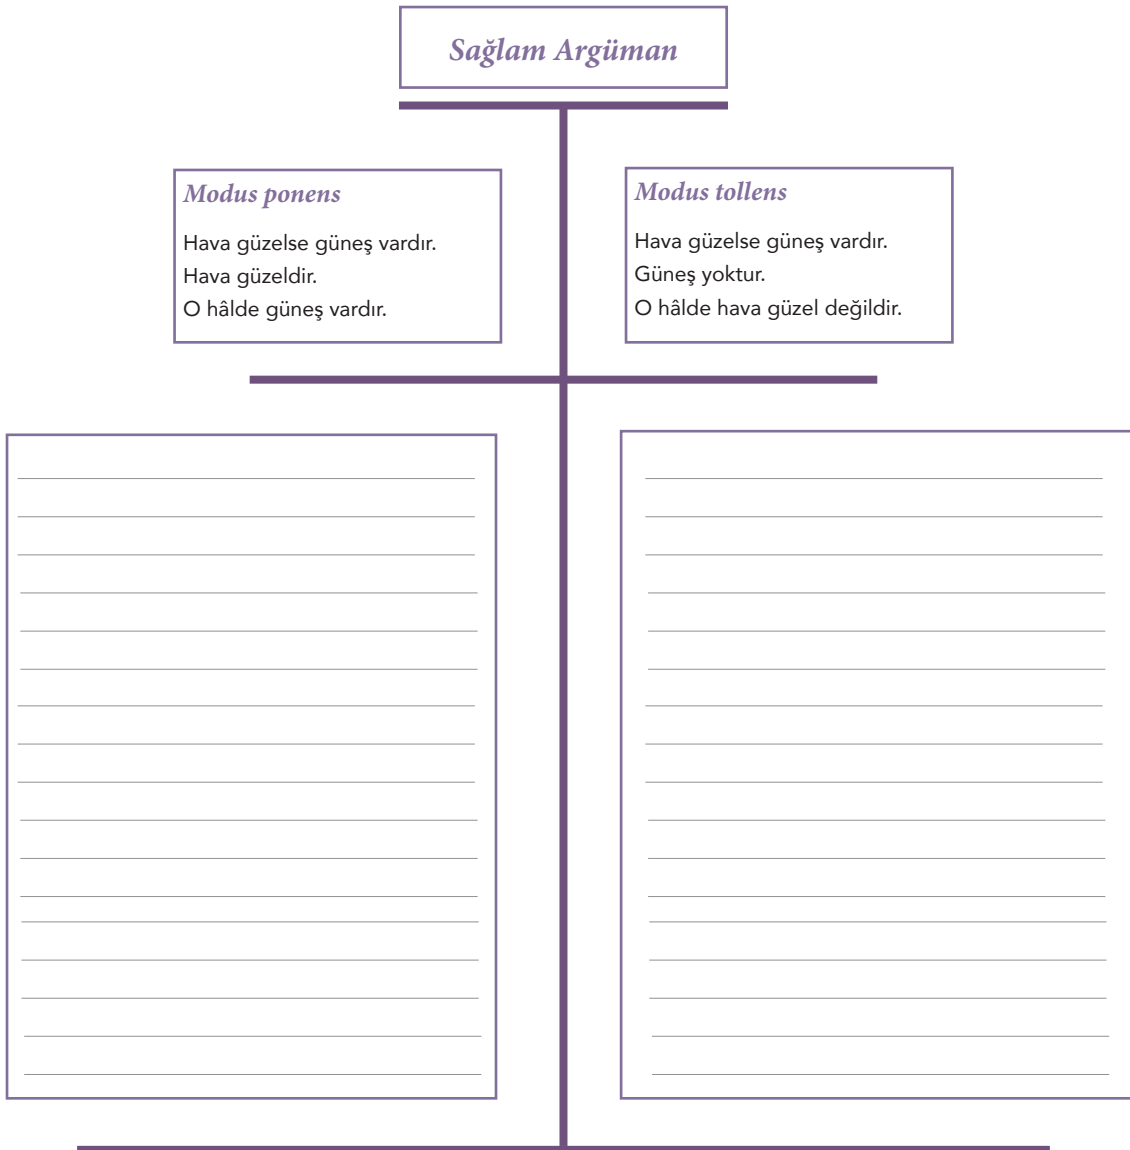 Sağlam Argüman
Modus ponens
Hava güzelse güneş vardır.
Hava güzeldir.
O hâlde güneş vardır.
Modus tollens
Hava güzelse güneş vardır.
Güneş yoktur.
O hâlde hava güzel değildir.